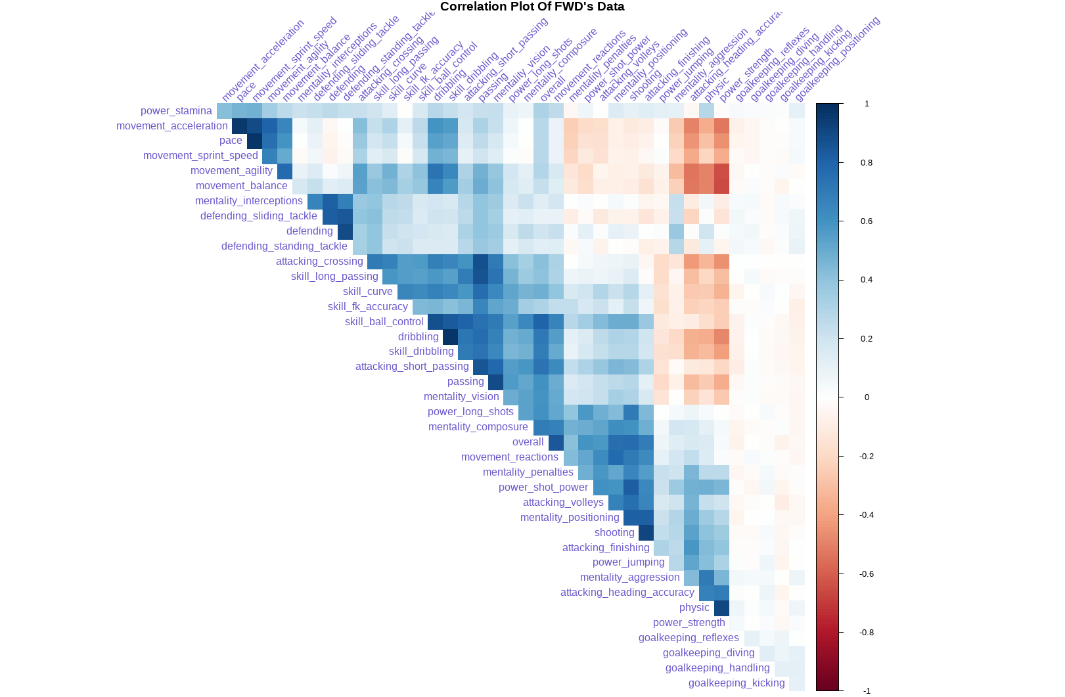 Correlation Plot Of FWD's Data
movement_acceleration
pace
movement_sprint_speed
movement_agility
movement_balance
mentality_interceptions
defending_sliding_tackle
defending
defending_standing_tackle
attacking_crossing
skill_long_passing
skill_curve
skill_fk_accuracy
skill_ball_control
dribbling
skill_dribbling
attacking_short_passing
passing
mentality_vision
power_long_shots
mentality_composure
overall
movement_reactions
mentality_penalties
power_shot_power
attacking_volleys
mentality_positioning
shooting
attacking_finishing
power_jumping
mentality_aggression
attacking_heading_accurac
physic
power_strength
goalkeeping_reflexes
goalkeeping_diving
goalkeeping_handling
goalkeeping_kicking
goalkeeping_positioning
power_stamina
movement_acceleration
pace
movement_sprint_speed
movement_agility
movement_balance
mentality_interceptions
defending_sliding_tackle
defending
defending_standing_tackle
attacking_crossing
skill_long_passing
skill_curve
skill_fk_accuracy
skill_ball_control
dribbling
skill_dribbling
attacking_short_passing
passing
mentality_vision
power_long_shots
mentality_composure
overall
movement_reactions
mentality_penalties
power_shot_power
attacking_volleys
mentality_positioning
shooting
attacking_finishing
power_jumping
mentality_aggression
attacking_heading_accuracy
physic
power_strength
goalkeeping_reflexes
goalkeeping_diving
goalkeeping_handling
goalkeeping_kicking
1
0.8
0.6
0.4
0.2
0
-0.2
-0.4
-0.6
-0.8
-1